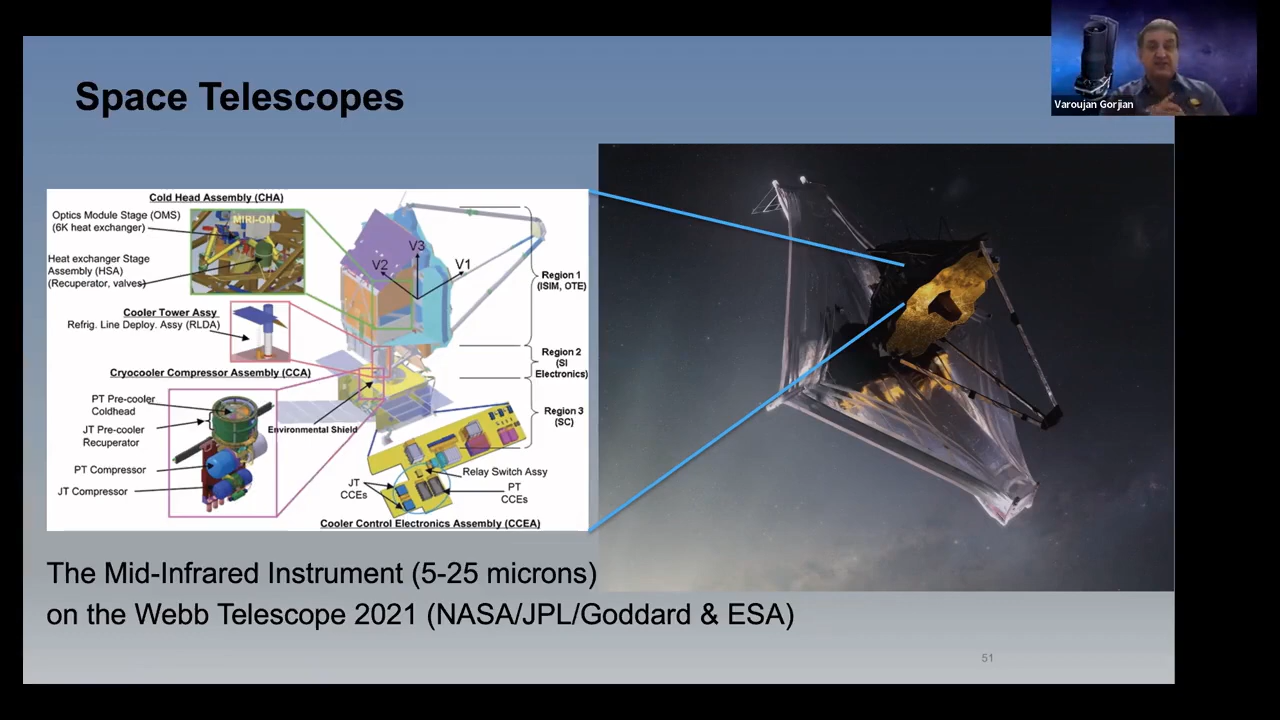 Varoujan Gorjian
Space Telescopes
Cold Head Assembly (CHA)
Optics Module Stage (OMS)
(6K heat exchanger)
MIRI-OM
Heat exchanger Stage
Assembly (HSA)
(Recuperator, valves)
Cooler Tower Assy
Refrig. Line Deploy. Assy (RLDA)
Cryocooler Compressor Assembly (CCA)
PT Pre-cooler
Coldhead
JT Pre-cooler
Recuperator
PT Compressor
JT Compressor
V3
V2
V1
Environmental Shield
Region 1
(ISIM, OTE)
Region 2
(SI
Electronics)
Region 3
(SC)
Relay Switch Assy
JT
CCEs
PT
CCEs
Cooler Control Electronics Assembly (CCEA)
The Mid-Infrared Instrument (5-25 microns)
on the Webb Telescope 2021 (NASA/JPL/Goddard & ESA)
51